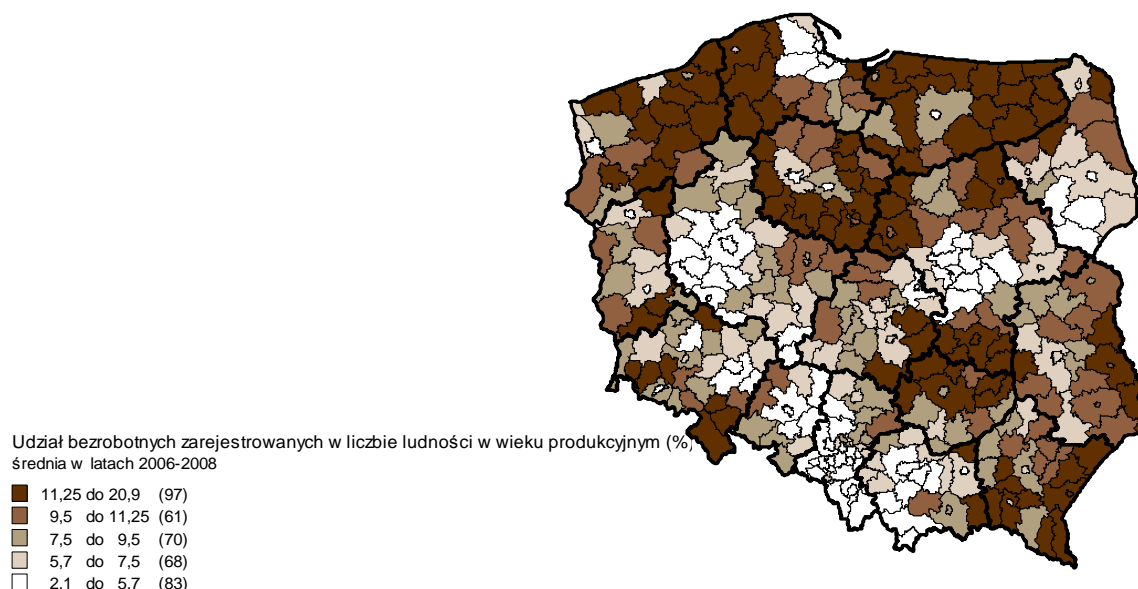 Udział bezrobotnych zarejestrowanych w liczbie ludności w wieku produkcyjnym (%)
średnia w latach 2006-2008
11,25 do 20,9 (97)
9,5 do 11,25 (61)
7,5 do 9,5 (70)
5,7 do 7,5 (68)
2,1 do 5,7 (83)